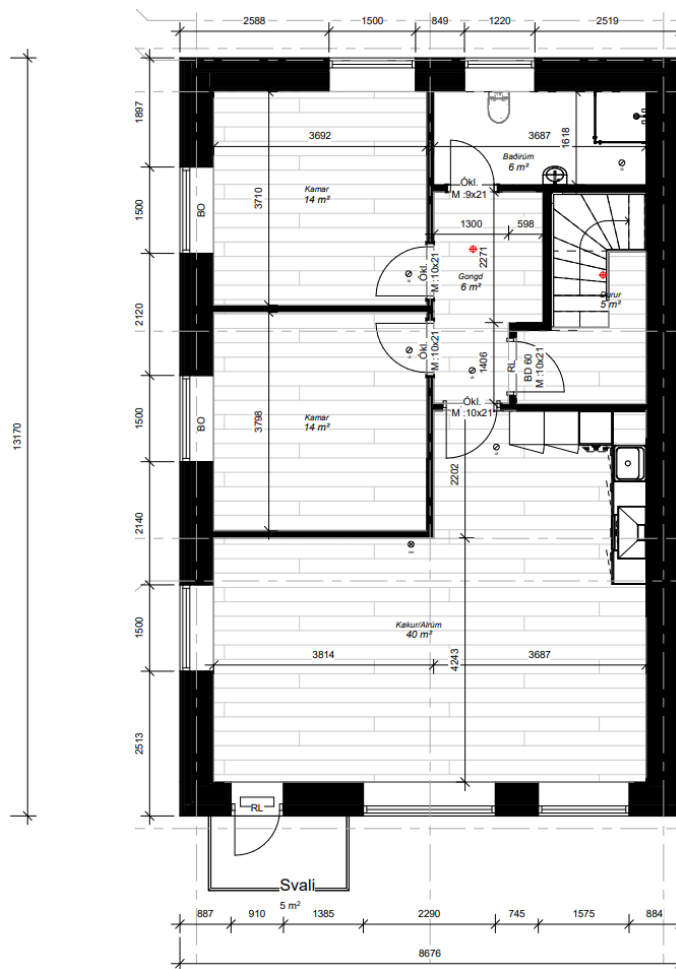 2588 1500 849 1220 2519
1897
3692
3687
1618
Baðirúm
6 m²
Kamar
14 m²
3710
1500
BO
Ókl.
M :9x21
1300 598
2271
Gongd
6 m²
Ókl.
M :10x21
5 m²
13170
2120
Ókl.
M :10x21
1406
RL
BD 60
M :10x21
1500
BO
3798
Kamar
14 m²
Ókl.
M :10x21
2202
2140
1500
Køkur/Alrúm
40 m²
3814
4243
3687
2513
RL
Svali
5 m²
887 910 1385 2290 745 1575 884
8676